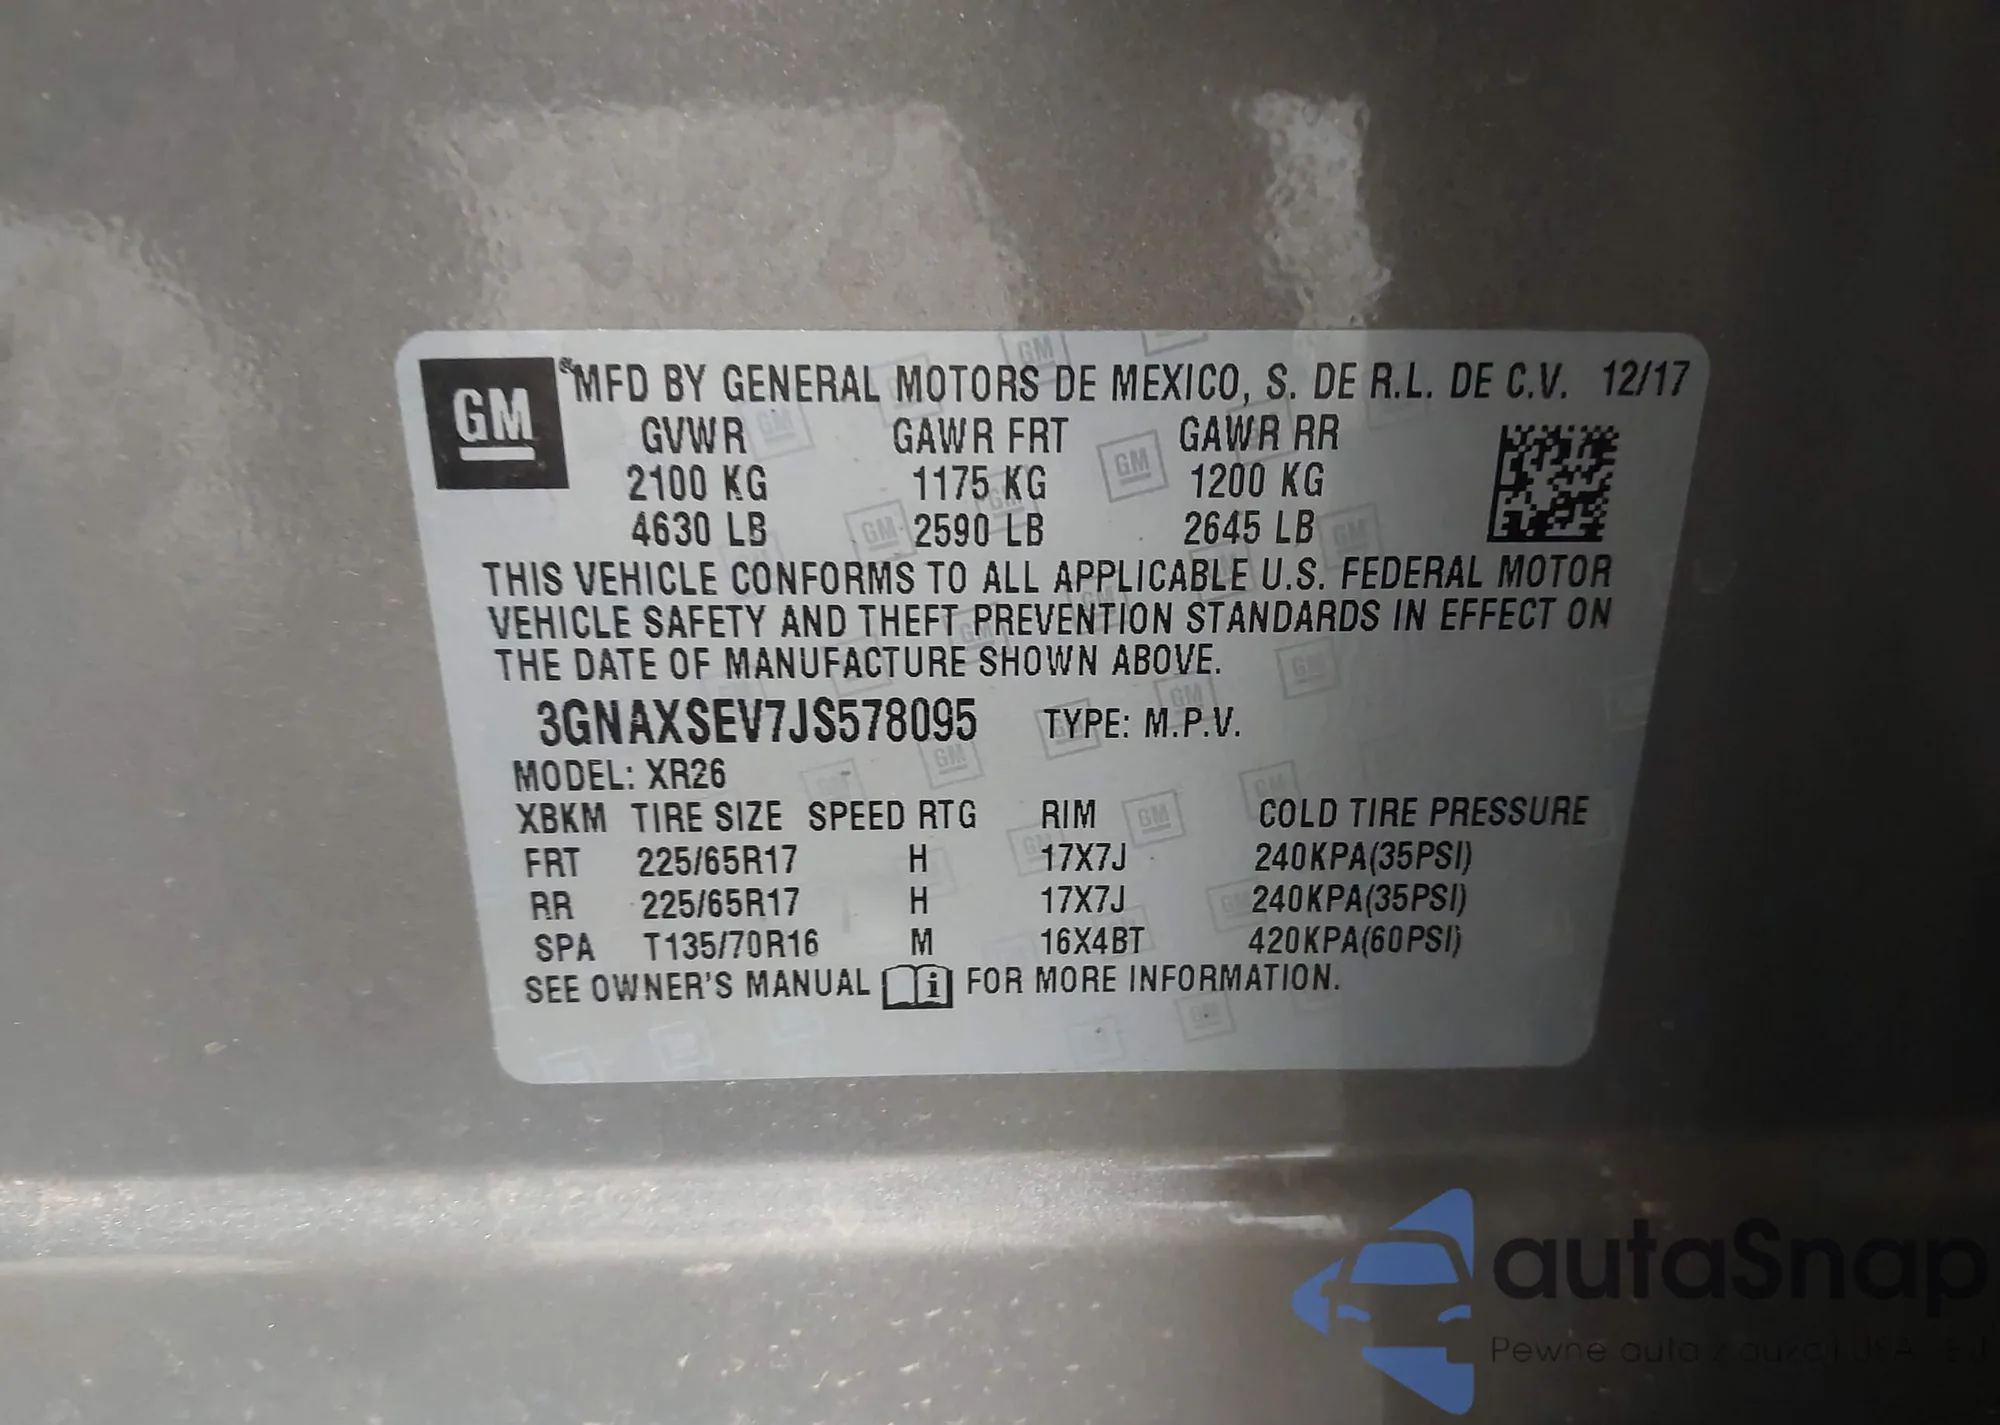 GM
MFD BY GENERAL MOTORS DE MEXICO, S. DE R.L. DE C.V. 12/17
GVWR GAWR FRT GAWR RR
2100 KG 1175 KG 1200 KG
4630 LB 2590 LB 2645 LB
THIS VEHICLE CONFORMS TO ALL APPLICABLE U.S. FEDERAL MOTOR
VEHICLE SAFETY AND THEFT PREVENTION STANDARDS IN EFFECT ON
THE DATE OF MANUFACTURE SHOWN ABOVE.
3GNAXSEV7JS578095 TYPE: M.P.V.
MODEL: XR26
XBKM TIRE SIZE SPEED RTG RIM COLD TIRE PRESSURE
FRT 225/65R17 H 17X7J 240KPA(35PSI)
RR 225/65R17 H 17X7J 240KPA(35PSI)
SPA T135/70R16 M 16X4BT 420KPA(60PSI)
SEE OWNER'S MANUAL i FOR MORE INFORMATION.
autaSnap
Pewne auta z aukcji USA